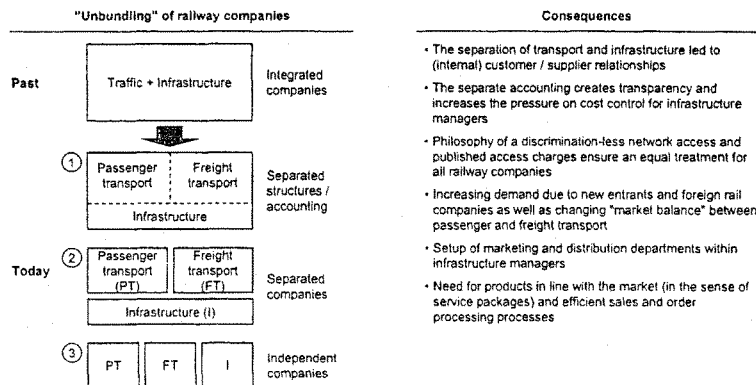 "Unbundling" of railway companies
Past
Traffic + Infrastructure
Integrated
companies
1
Passenger
transport
Freight
transport
Infrastructure
Separated
structures /
accounting
Today
2
Passenger
transport
(PT)
Freight
transport
(FT)
Infrastructure (I)
Separated
companies
3
PT
FT
I
Independent
companies
Consequences
• The separation of transport and infrastructure led to
(internal) customer / supplier relationships
• The separate accounting creates transparency and
increases the pressure on cost control for infrastructure
managers
• Philosophy of a discrimination-less network access and
published access charges ensure an equal treatment for
all railway companies
• Increasing demand due to new entrants and foreign rail
companies as well as changing "market balance" between
passenger and freight transport
• Setup of marketing and distribution departments within
infrastructure managers
• Need for products in line with the market (in the sense of
service packages) and efficient sales and order
processing processes